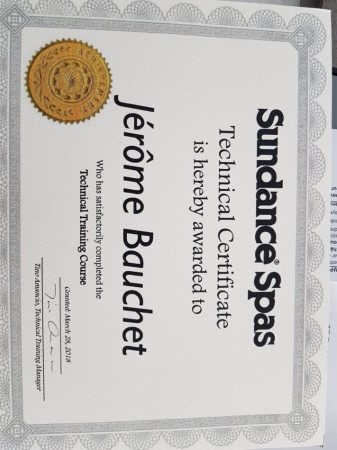 Sundance® Spas
Technical Certificate
is hereby awarded to
Jérôme Bauchet
Who has satisfactorily completed the
Technical Training Course
Granted: March 28, 2018
Technical Training Manager